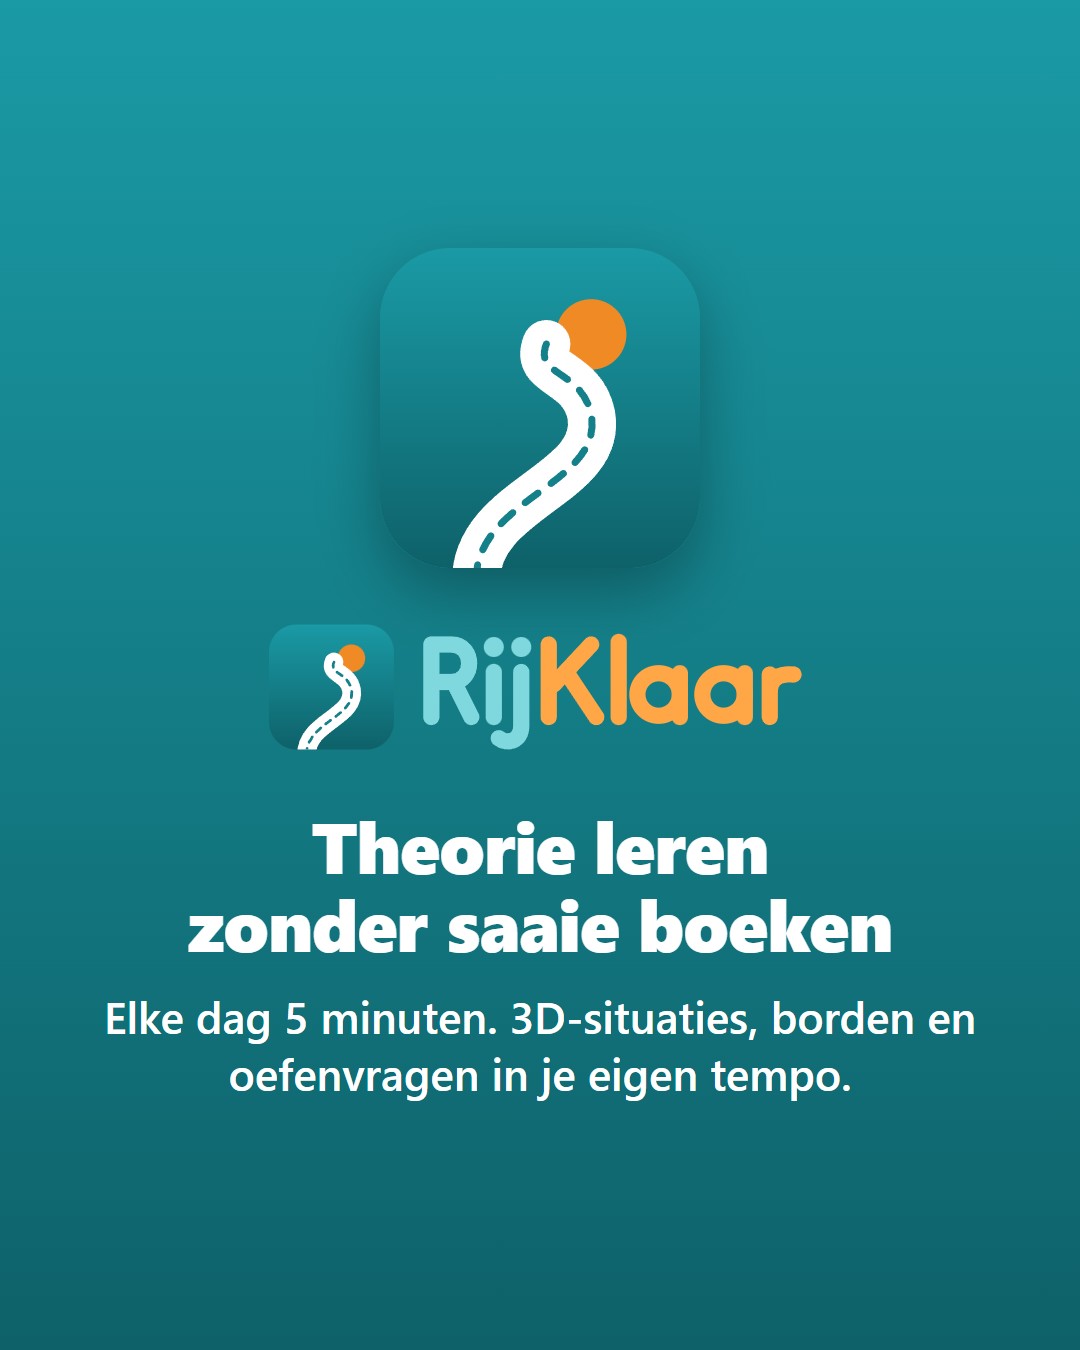 RijKlaar
Theorie leren
zonder saaie boeken
Elke dag 5 minuten. 3D-situaties, borden en
oefenvragen in je eigen tempo.